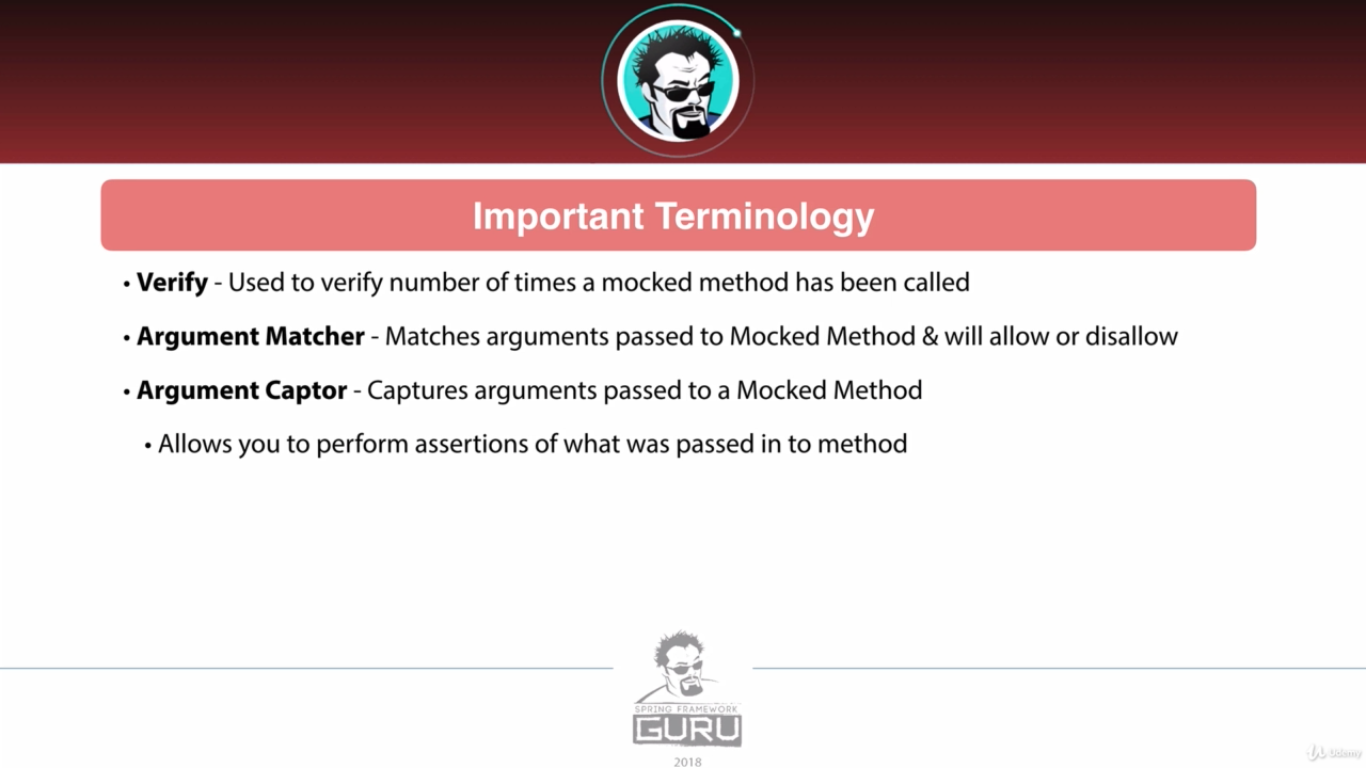 Important Terminology
• Verify - Used to verify number of times a mocked method has been called
• Argument Matcher - Matches arguments passed to Mocked Method & will allow or disallow
• Argument Captor - Captures arguments passed to a Mocked Method
• Allows you to perform assertions of what was passed in to method
SPRING FRAMEWORK
GURU
2018
Udemy